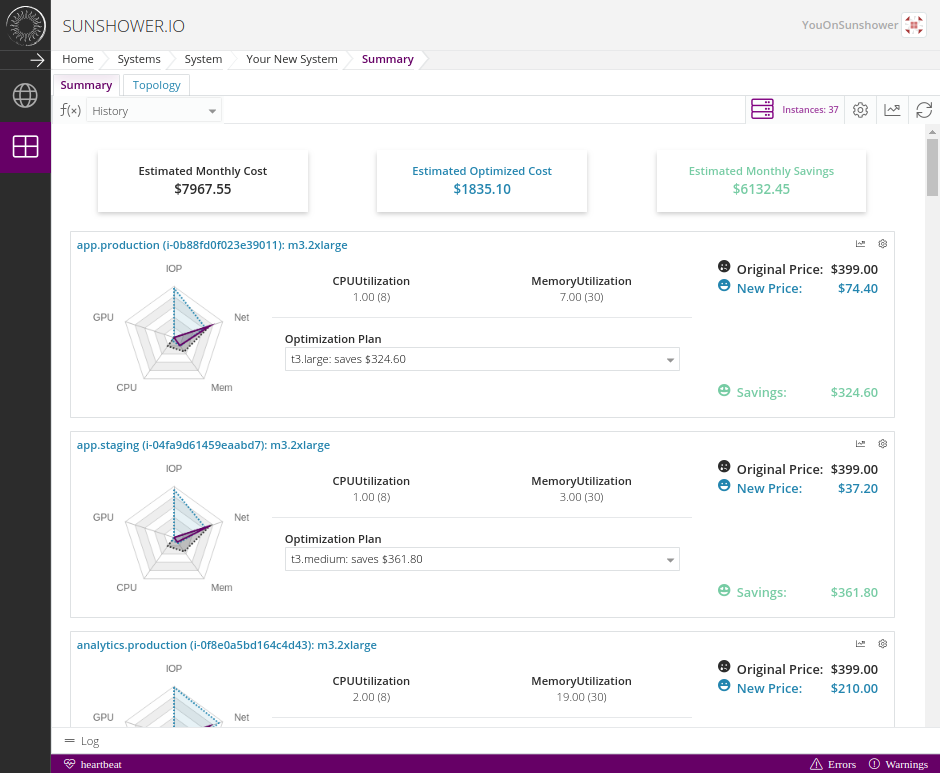 SUNSHOWER.IO
YouOnSunshower
Home Systems System Your New System Summary
Summary Topology
f(x) History Instances: 37
Estimated Monthly Cost
$7967.55
Estimated Optimized Cost
$1835.10
Estimated Monthly Savings
$6132.45
app.production (i-0b88fd0f023e39011): m3.2xlarge
IOP
Net
Mem
CPU
GPU
CPUUtilization
1.00 (8)
MemoryUtilization
7.00 (30)
Optimization Plan
t3.large: saves $324.60
Original Price: $399.00
New Price: $74.40
Savings: $324.60
app.staging (i-04fa9d61459eaabd7): m3.2xlarge
IOP
Net
Mem
CPU
GPU
CPUUtilization
1.00 (8)
MemoryUtilization
3.00 (30)
Optimization Plan
t3.medium: saves $361.80
Original Price: $399.00
New Price: $37.20
Savings: $361.80
analytics.production (i-0f8e0a5bd164c4d43): m3.2xlarge
IOP
Net
GPU
CPUUtilization
2.00 (8)
MemoryUtilization
19.00 (30)
Original Price: $399.00
New Price: $210.00
Log
heartbeat Errors Warnings